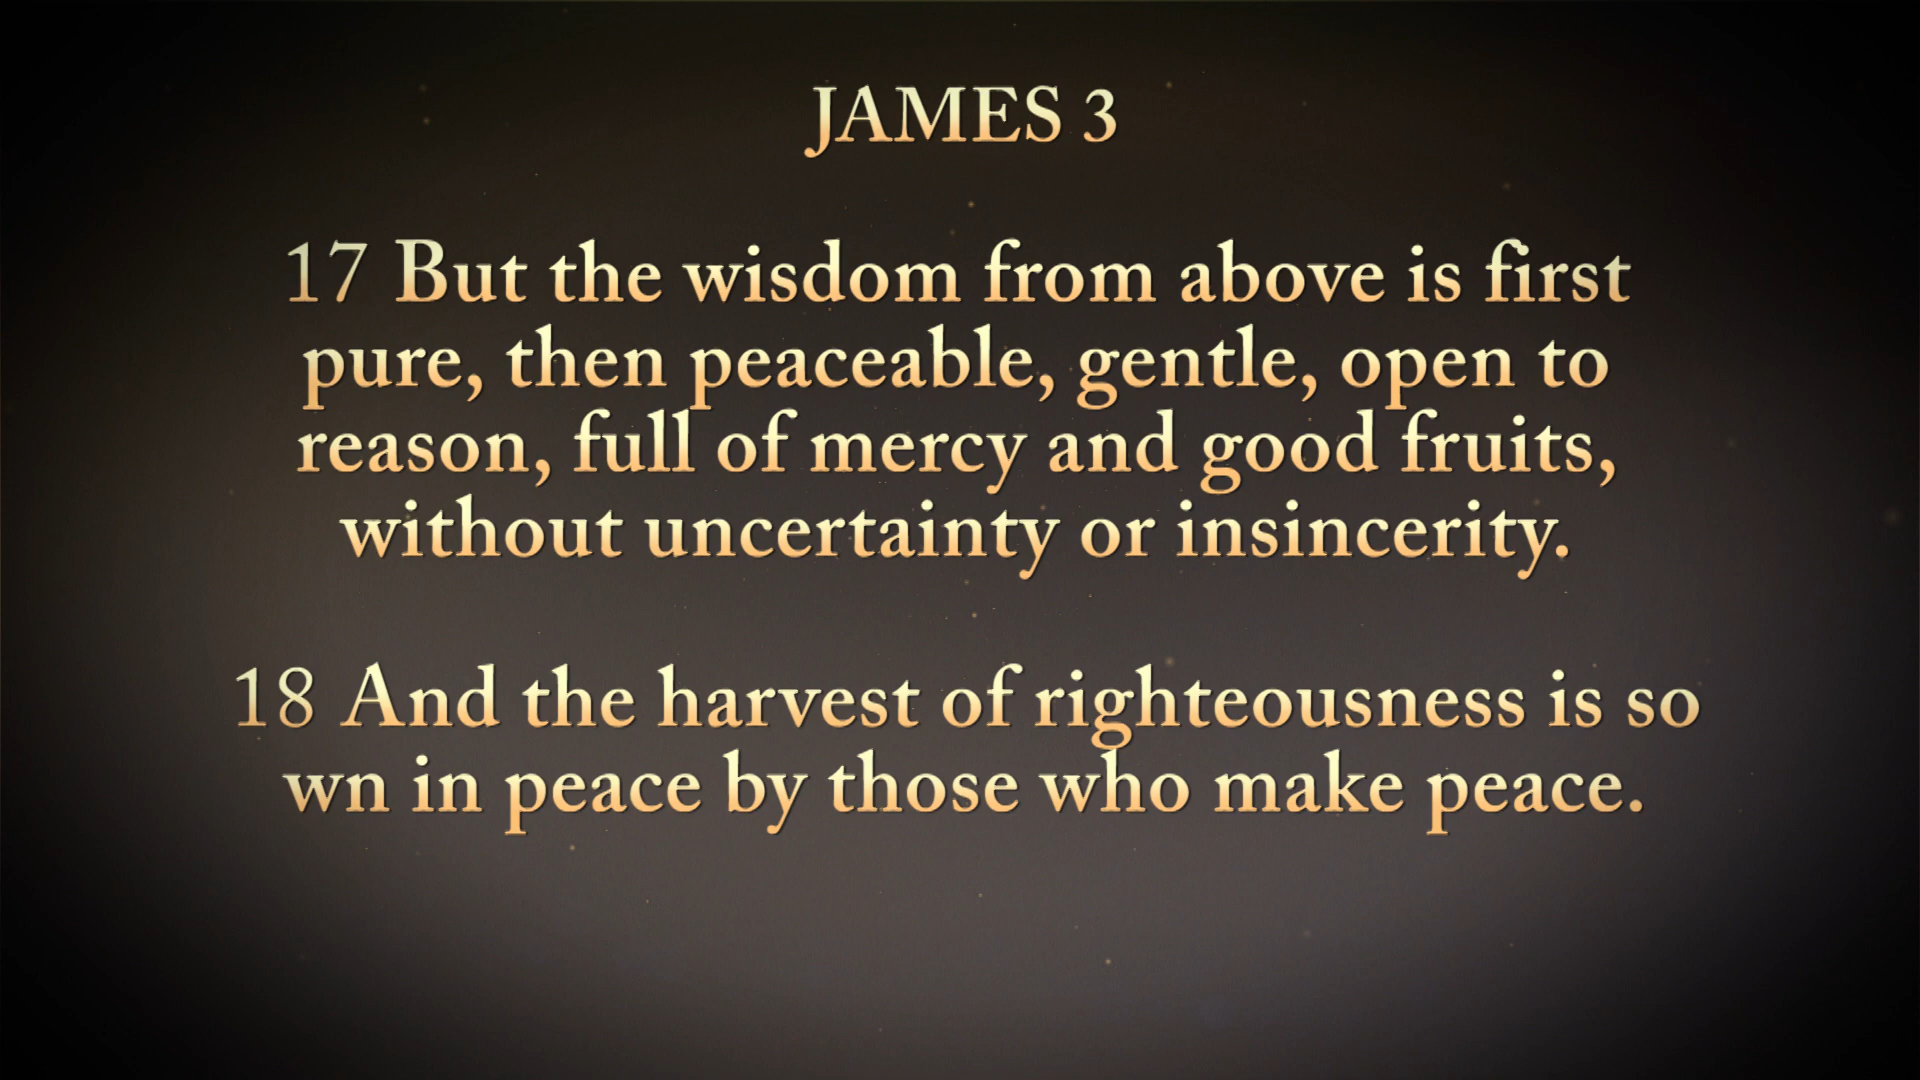 JAMES 3
17 But the wisdom from above is first
pure, then peaceable, gentle, open to
reason, full of mercy and good fruits,
without uncertainty or insincerity.
18 And the harvest of righteousness is so
wn in peace by those who make peace.